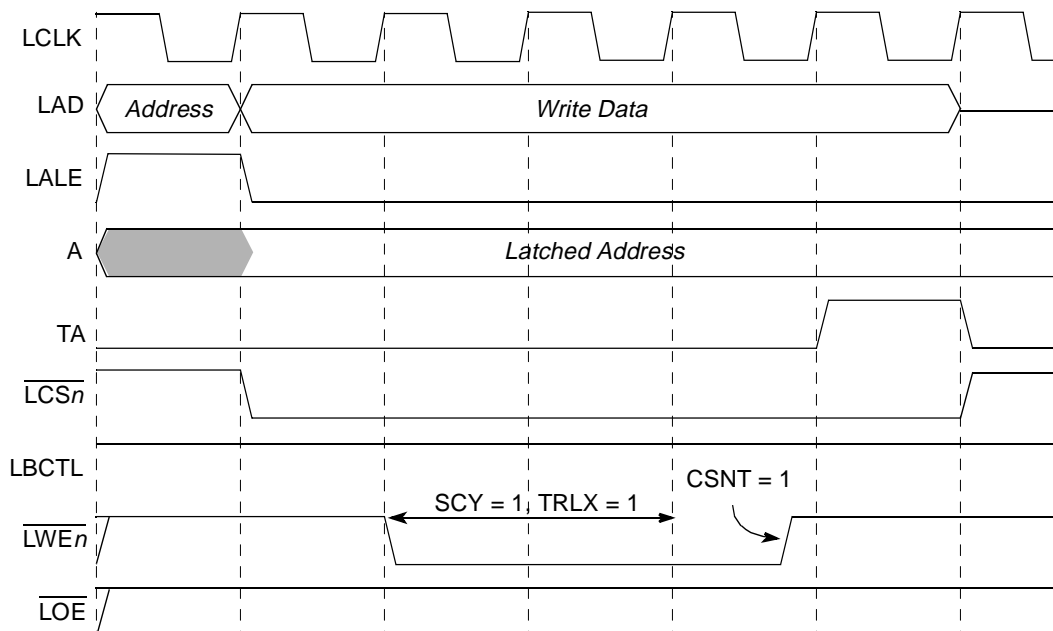 LCLK
LAD Address Write Data
LALE
A Latched Address
TA
LCSn
LBCTL
CSNT = 1
SCY = 1, TRLX = 1
LWEn
LOE